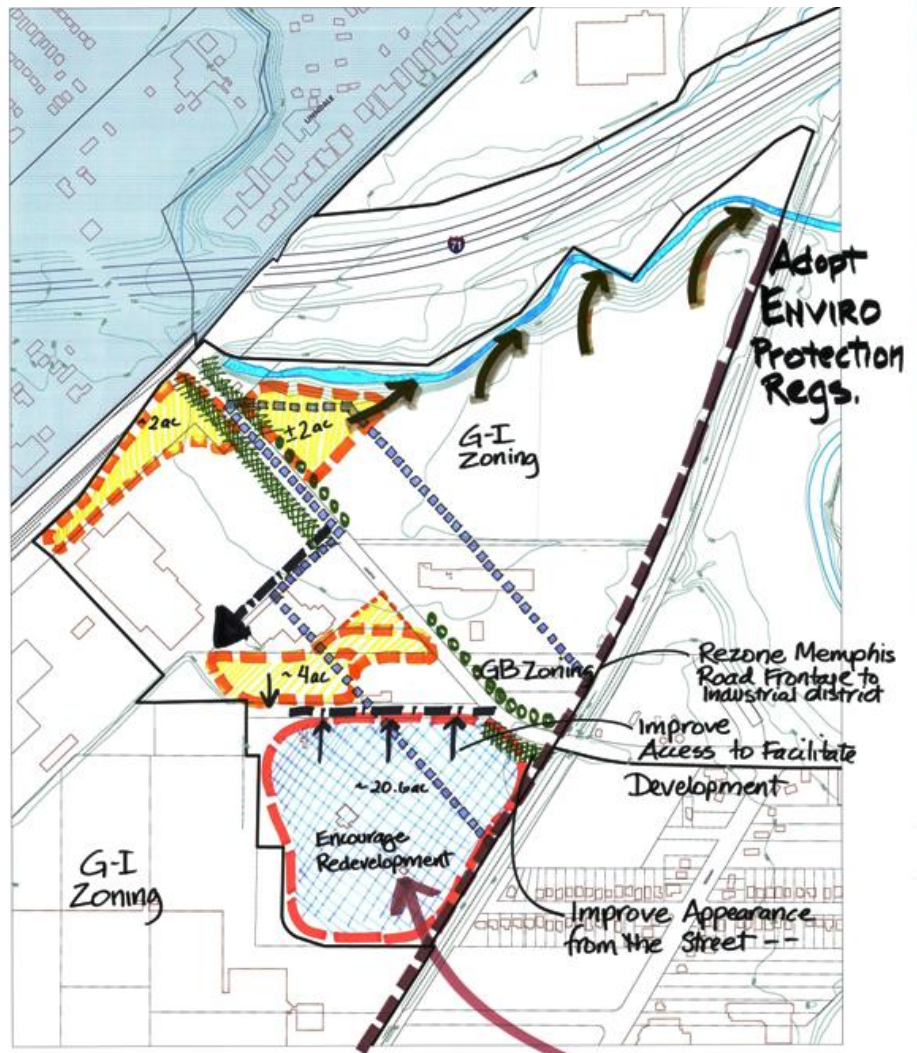 LINNDALE
71
Adopt
ENVIRO
Protection
Regs.
~2ac
±2ac
G-I
Zoning
GB Zoning
Rezone Memphis
Road Frontage to
Industrial district
~4ac
Improve
Access to Facilitate
Development
~20.6ac
Encourage
Redevelopment
G-I
Zoning
Improve Appearance
from the Street --